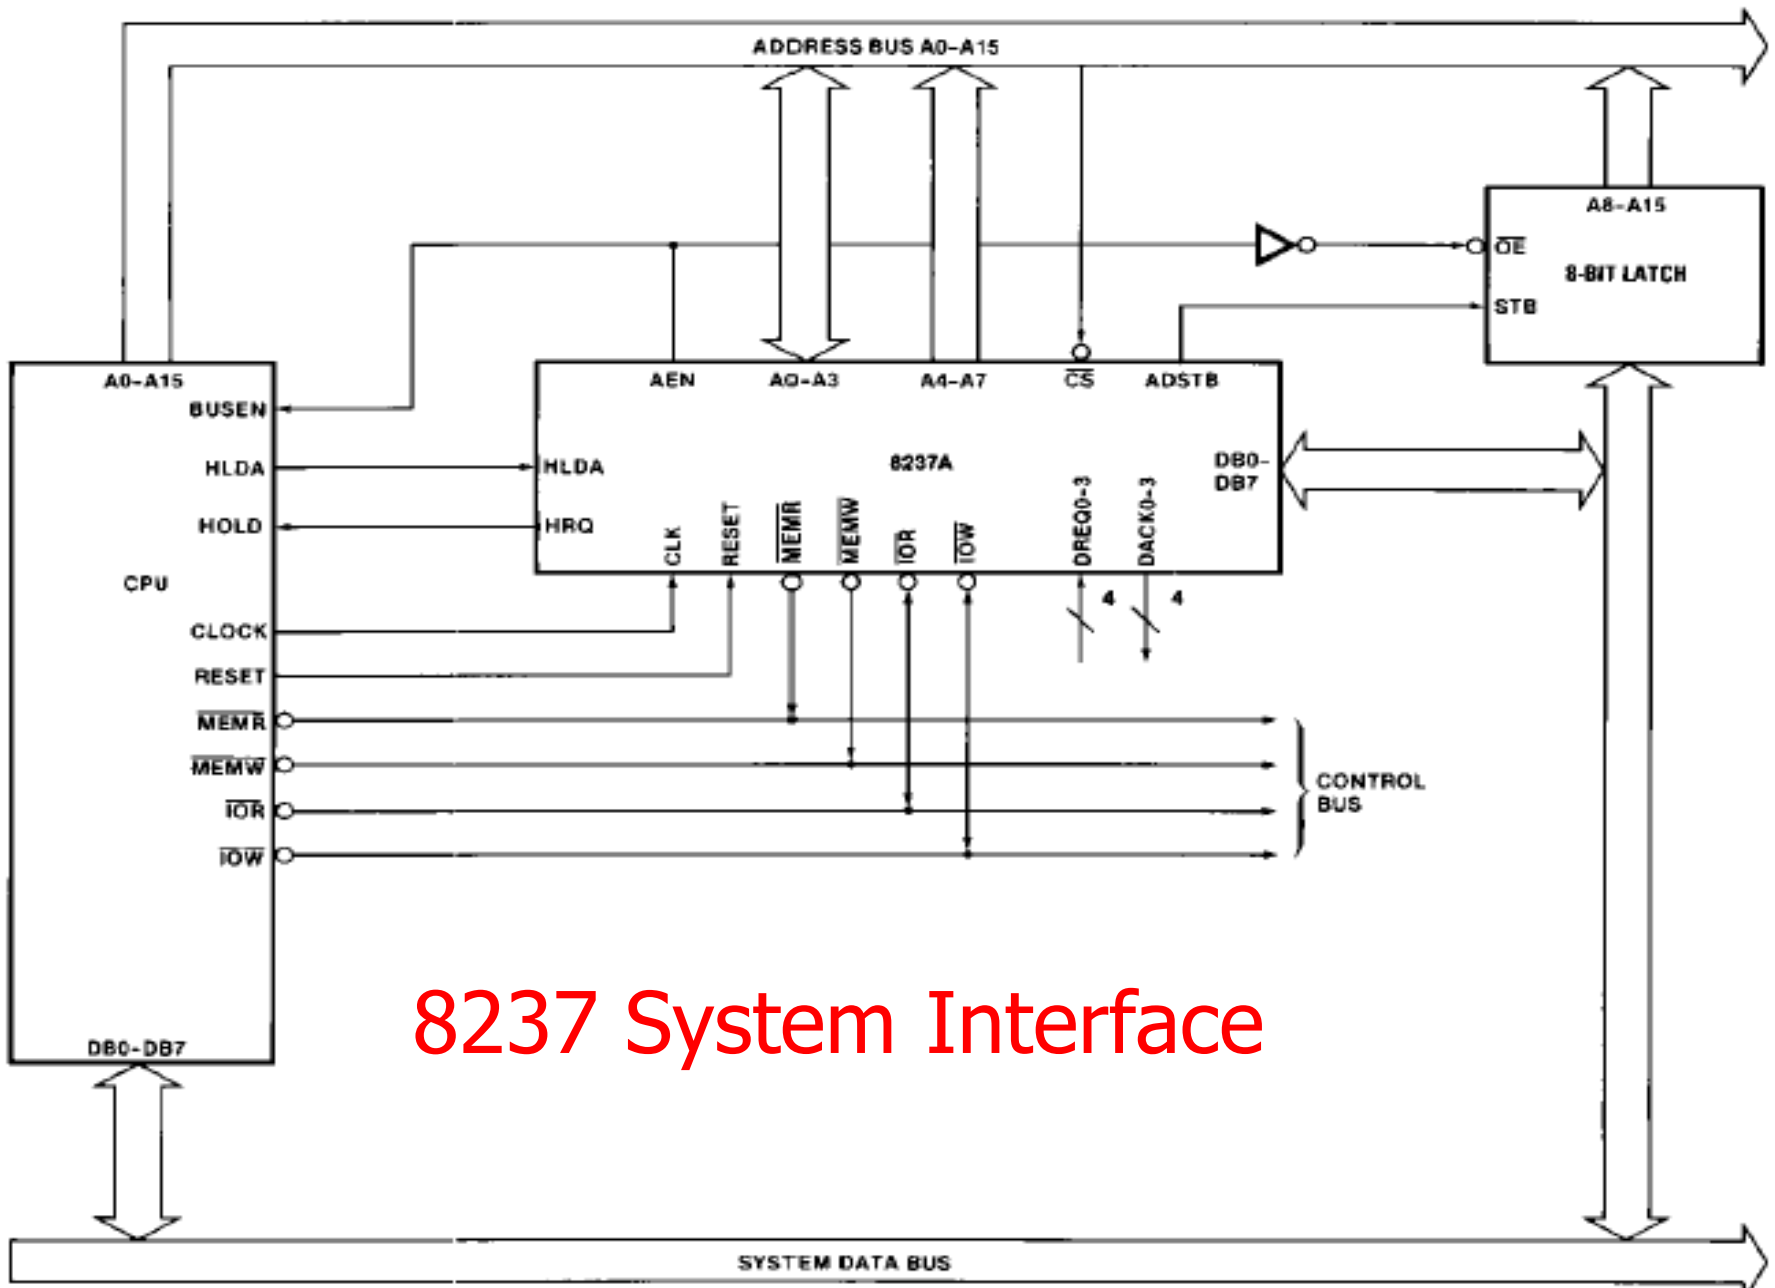 ADDRESS BUS A0-A15
A8-A15
OE
8-BIT LATCH
STB
A0-A15
BUSEN
HLDA
HOLD
CPU
CLOCK
RESET
MEMR
MEMW
IOR
IOW
DB0-DB7
AEN
A0-A3
A4-A7
CS
ADSTB
HLDA
8237A
DB0-
DB7
HRQ
CLK
RESET
MEMR
MEMW
IOR
IOW
DREQ0-3
DACK0-3
4
4
CONTROL
BUS
8237 System Interface
SYSTEM DATA BUS